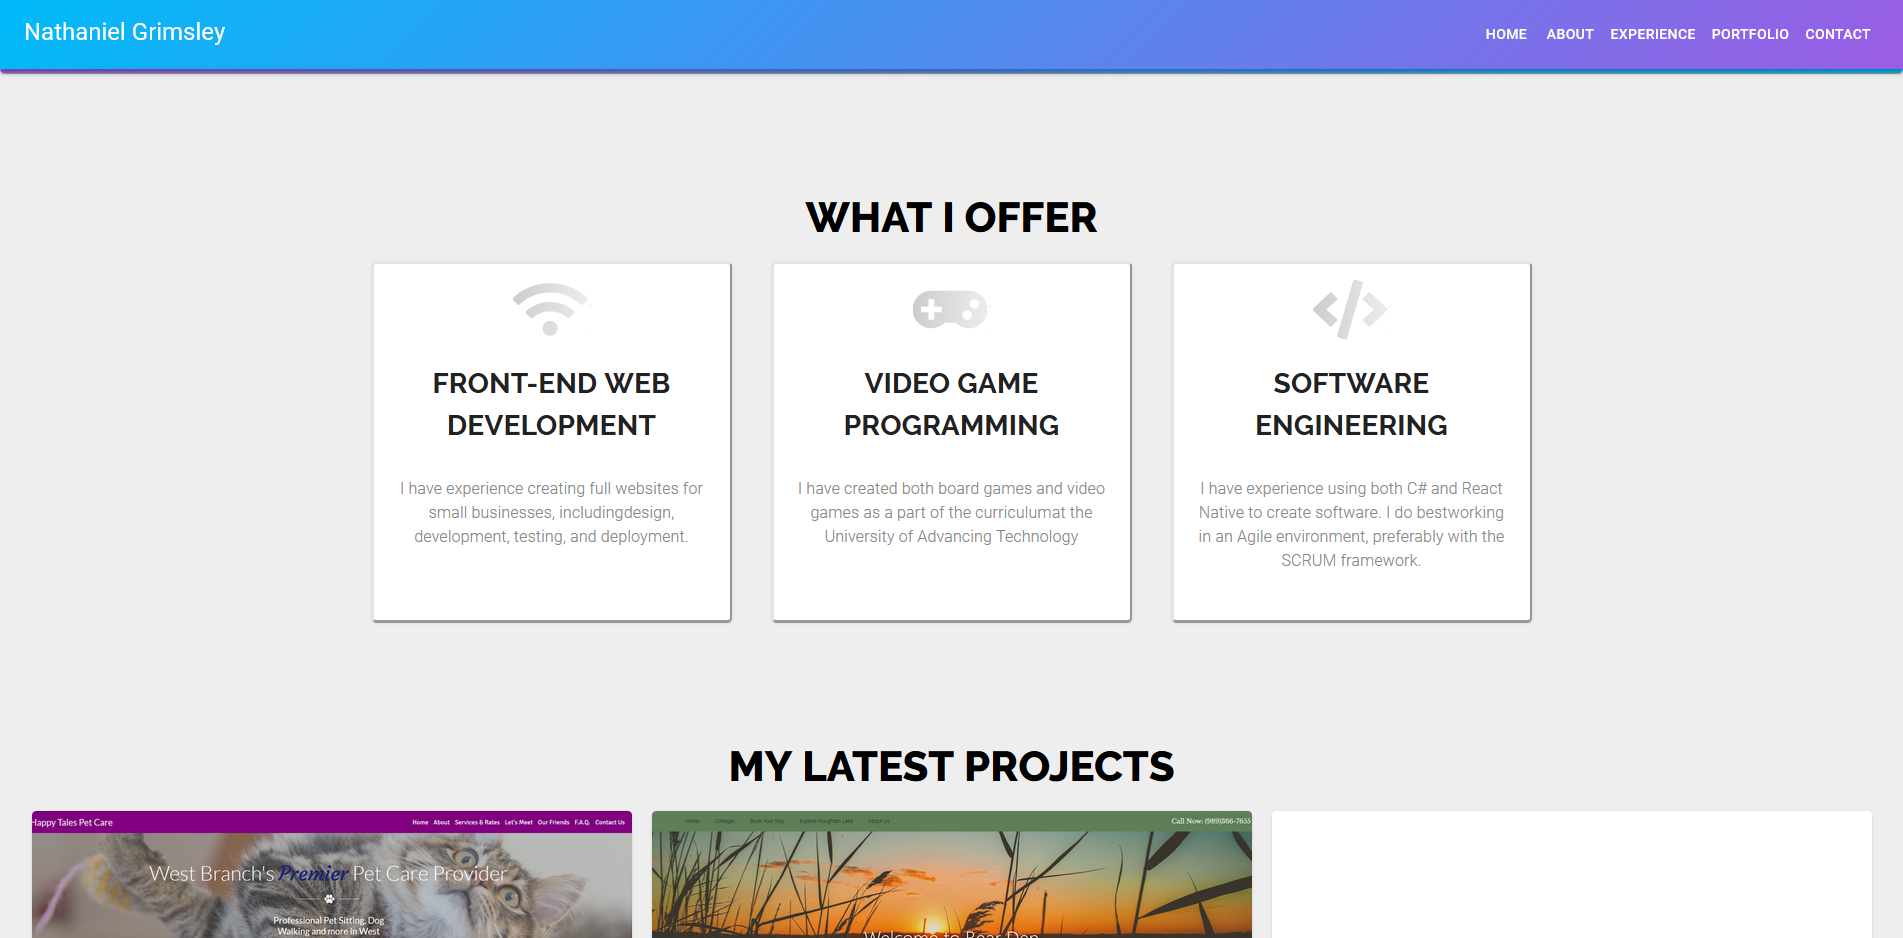 Nathaniel Grimsley
HOME ABOUT EXPERIENCE PORTFOLIO CONTACT
WHAT I OFFER
FRONT-END WEB
DEVELOPMENT
I have experience creating full websites for
small businesses, includingdesign,
development, testing, and deployment.
VIDEO GAME
PROGRAMMING
I have created both board games and video
games as a part of the curriculumat the
University of Advancing Technology
SOFTWARE
ENGINEERING
I have experience using both C# and React
Native to create software. I do bestworking
in an Agile environment, preferably with the
SCRUM framework.
MY LATEST PROJECTS
Happy Tales Pet Care
Home About Services & Rates Let's Meet Our Friends F.A.Q. Contact Us
West Branch's Premier Pet Care Provider
Professional Pet Sitting, Dog
Walking and more in West
Home Cottages Book Your Stay Explore Houghton Lake About Us
Call Now: (989)366-7655
Welcome to Bear Den